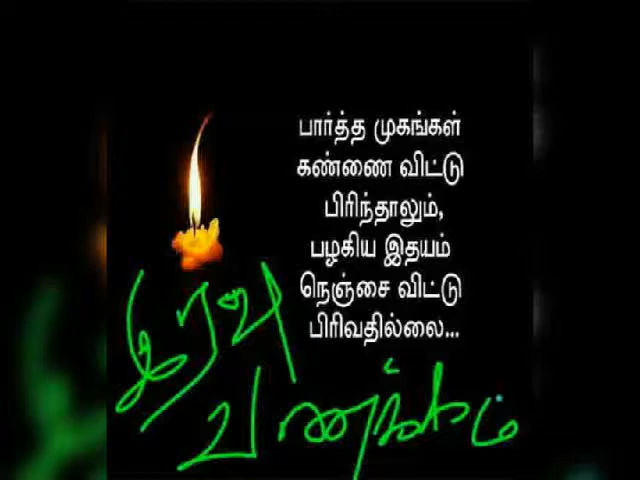 பார்த்த முகங்கள்
கண்ணை விட்டு
பிரிந்தாலும்,
பழகிய இதயம்
நெஞ்சை விட்டு
பிரிவதில்லை...
இரவு
வணக்கம்